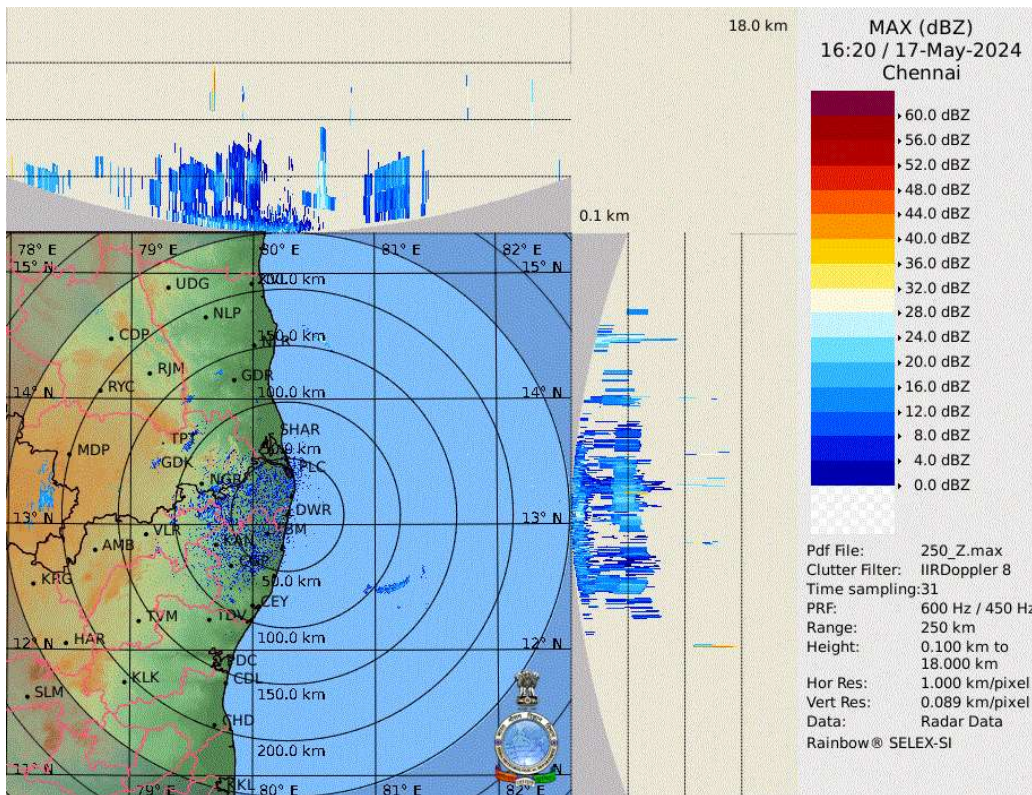 18.0 km
MAX (dBZ)
16:20 / 17-May-2024
Chennai
60.0 dBZ
56.0 dBZ
52.0 dBZ
48.0 dBZ
44.0 dBZ
40.0 dBZ
36.0 dBZ
32.0 dBZ
28.0 dBZ
24.0 dBZ
20.0 dBZ
16.0 dBZ
12.0 dBZ
8.0 dBZ
4.0 dBZ
0.0 dBZ
0.1 km
78° E 79° E 80° E 81° E 82° E
15° N 15° N
UDG
NLP
CDP
150.0 km
RJM
RYC
GDR
100.0 km
14° N 14° N
SHAR
TPT
MDP
GDK
PLC
NGR
DWR
13° N 13° N
VLR
AMB
KAN
KRG
50.0 km
CEY
TVM
TDV
HAR
100.0 km
12° N 12° N
PDC
KLK
CDL
SLM
150.0 km
CHD
200.0 km
11° N 11° N
KKL
79° E 80° E 81° E 82° E
Pdf File: 250_Z.max
Clutter Filter: IIRDoppler 8
Time sampling:31
PRF: 600 Hz / 450 Hz
Range: 250 km
Height: 0.100 km to
18.000 km
Hor Res: 1.000 km/pixel
Vert Res: 0.089 km/pixel
Data: Radar Data
Rainbow® SELEX-SI